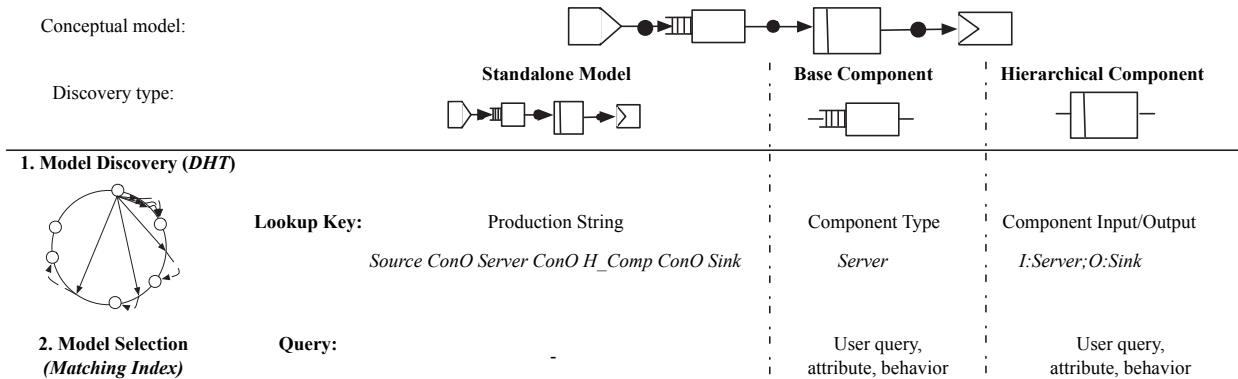 Conceptual model:
Standalone Model Base Component Hierarchical Component
Discovery type:
1. Model Discovery (DHT)
Lookup Key: Production String Component Type Component Input/Output
Source ConO Server ConO H_Comp ConO Sink Server I:Server;O:Sink
2. Model Selection Query: User query, User query,
(Matching Index) - attribute, behavior attribute, behavior